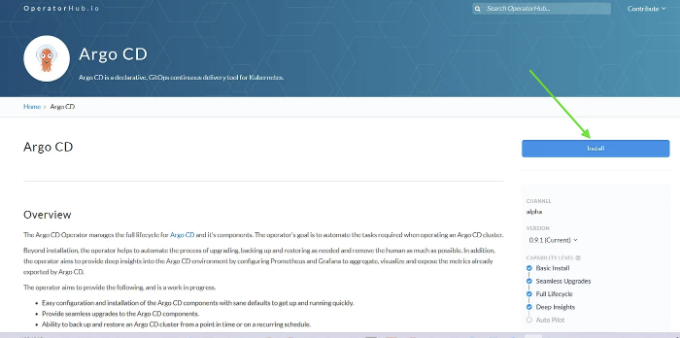 OperatorHub.io
Search OperatorHub...
Contribute
Argo CD
Argo CD is a declarative, GitOps continuous delivery tool for Kubernetes.
Home > Argo CD
Argo CD
Install
Overview
The Argo CD Operator manages the full lifecycle for Argo CD and it's components. The operator's goal is to automate the tasks required when operating an Argo CD cluster.
Beyond installation, the operator helps to automate the process of upgrading, backing up and restoring as needed and remove the human as much as possible. In addition,
the operator aims to provide deep insights into the Argo CD environment by configuring Prometheus and Grafana to aggregate, visualize and expose the metrics already
exported by Argo CD.
The operator aims to provide the following, and is a work in progress.
• Easy configuration and installation of the Argo CD components with sane defaults to get up and running quickly.
• Provide seamless upgrades to the Argo CD components.
• Ability to back up and restore an Argo CD cluster from a point in time or on a recurring schedule.
CHANNEL
alpha
VERSION
0.9.1 (Current)
CAPABILITY LEVEL
Basic Install
Seamless Upgrades
Full Lifecycle
Deep Insights
Auto Pilot